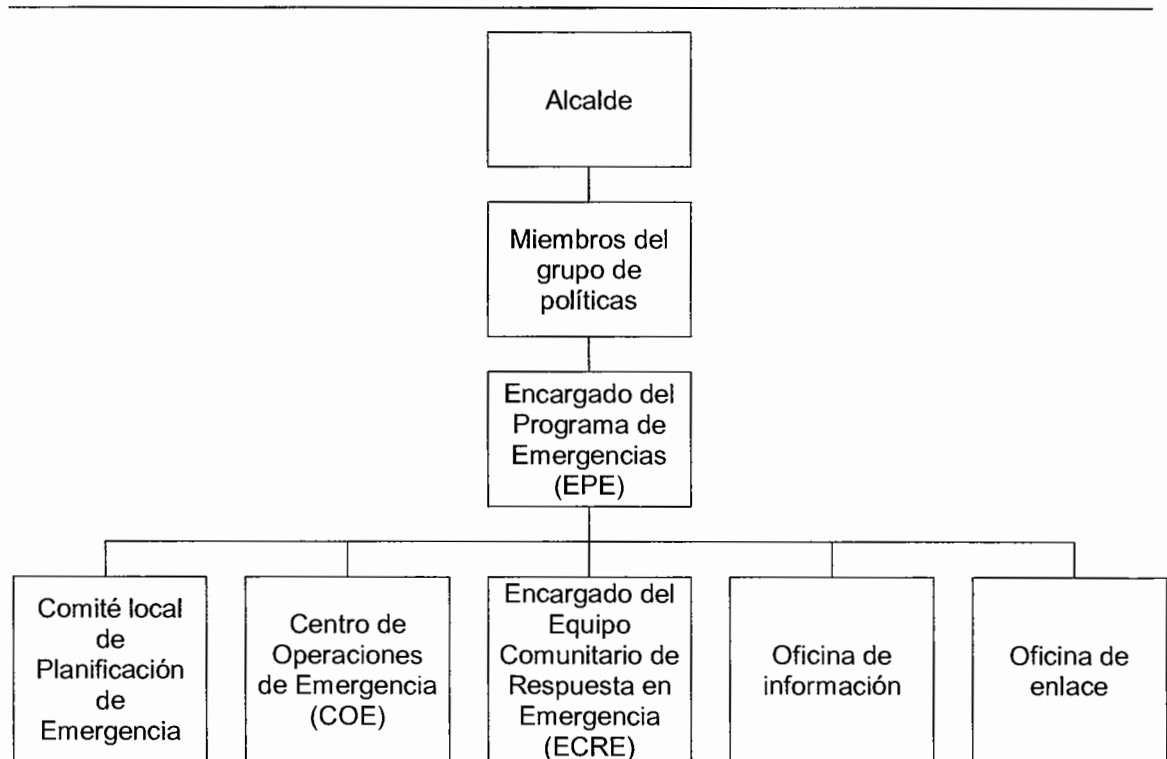 Alcalde
Miembros del
grupo de
políticas
Encargado del
Programa de
Emergencias
(EPE)
Comité local
de
Planificación
de
Emergencia
Centro de
Operaciones
de Emergencia
(COE)
Encargado del
Equipo
Comunitario de
Respuesta en
Emergencia
(ECRE)
Oficina de
información
Oficina de
enlace